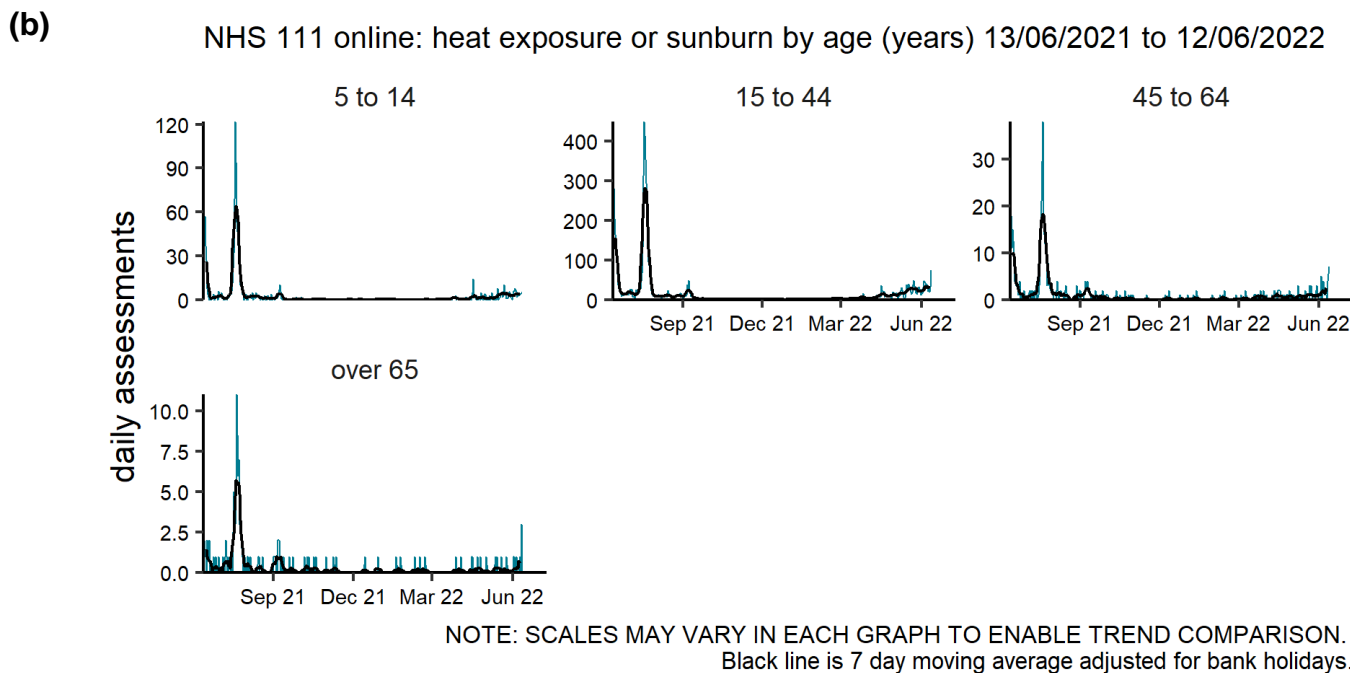 (b)
NHS 111 online: heat exposure or sunburn by age (years) 13/06/2021 to 12/06/2022
daily assessments
5 to 14
120
90
60
30
0
15 to 44
400
300
200
100
0
Sep 21 Dec 21 Mar 22 Jun 22
45 to 64
30
20
10
0
Sep 21 Dec 21 Mar 22 Jun 22
over 65
10.0
7.5
5.0
2.5
0.0
Sep 21 Dec 21 Mar 22 Jun 22
NOTE: SCALES MAY VARY IN EACH GRAPH TO ENABLE TREND COMPARISON.
Black line is 7 day moving average adjusted for bank holidays.